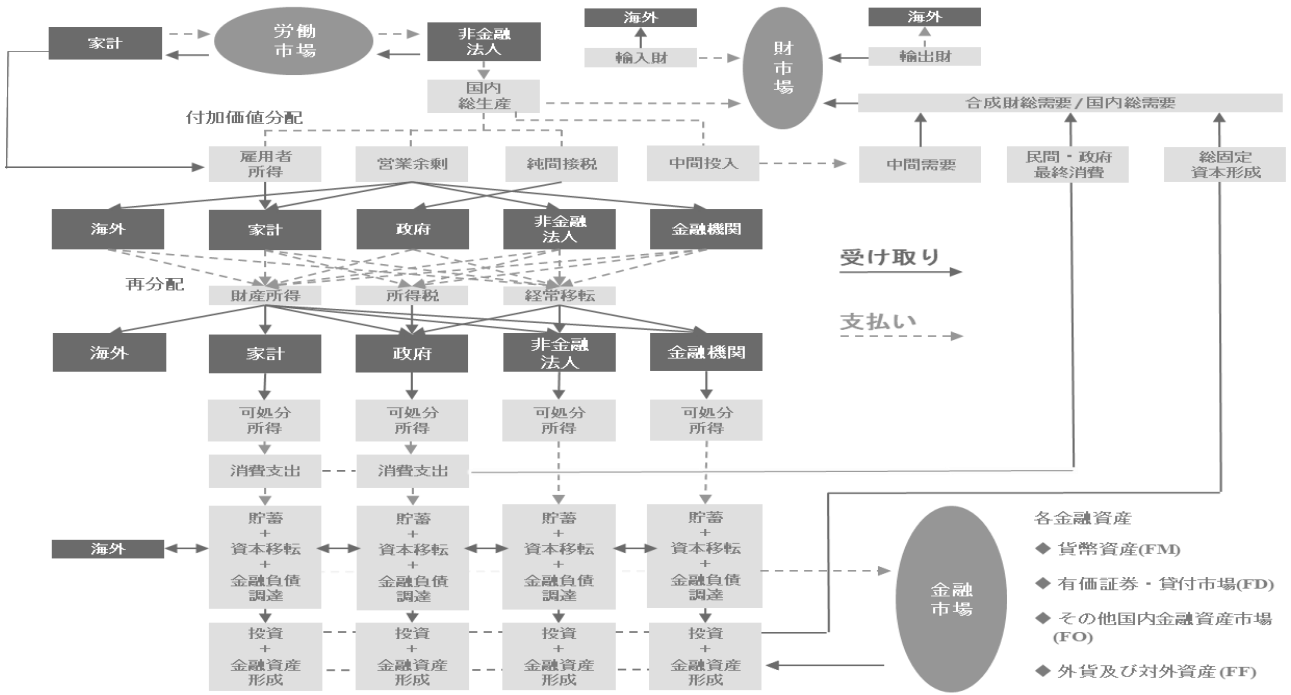 家計
労働
市場
非金融
法人
海外
輸入財
財
市
場
海外
輸出財
国内
総生産
合成財総需要/国内総需要
付加価値分配
雇用者
所得
営業余剰
純間接税
中間投入
中間需要
民間・政府
最終消費
総固定
資本形成
海外
家計
政府
非金融
法人
金融機関
受け取り
再分配
財産所得
所得税
経常移転
支払い
海外
家計
政府
非金融
法人
金融機関
可処分
所得
可処分
所得
可処分
所得
可処分
所得
消費支出
消費支出
海外
貯蓄
+
資本移転
+
金融負債
調達
貯蓄
+
資本移転
+
金融負債
調達
貯蓄
+
資本移転
+
金融負債
調達
貯蓄
+
資本移転
+
金融負債
調達
投資
+
金融資産
形成
投資
+
金融資産
形成
投資
+
金融資産
形成
投資
+
金融資産
形成
金融
市場
各金融資産
◆ 貨幣資産(FM)
◆ 有価証券・貸付市場(FD)
◆ その他国内金融資産市場
(FO)
◆ 外貨及び対外資産(FF)